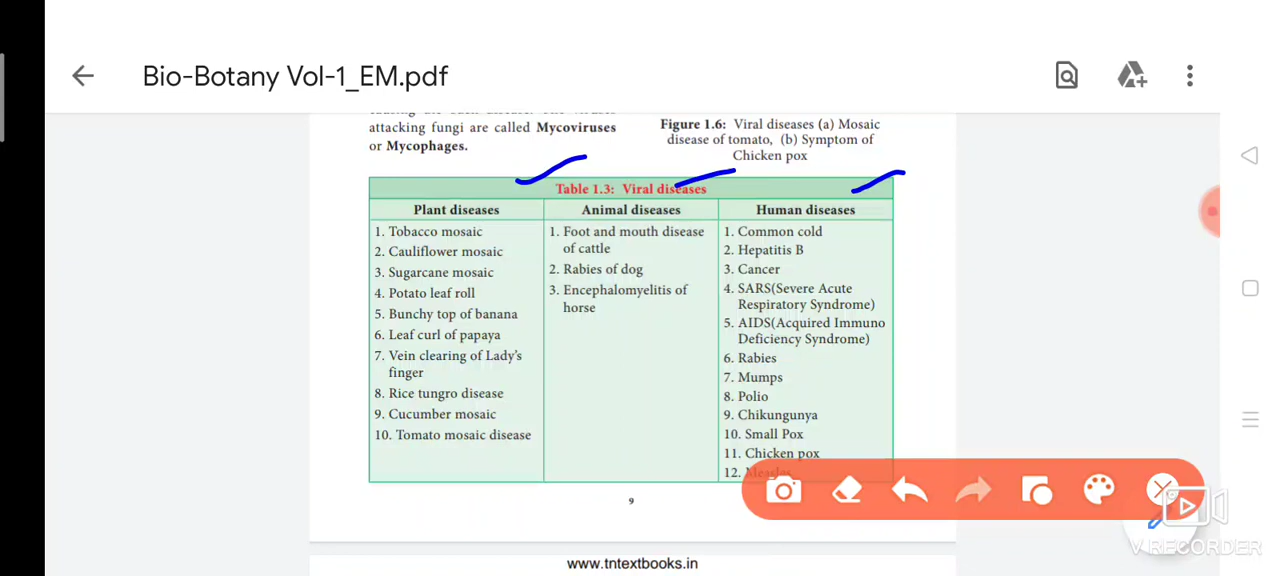 Bio-Botany Vol-1_EM.pdf
attacking fungi are called Mycoviruses
or Mycophages.
Figure 1.6: Viral diseases (a) Mosaic
disease of tomato, (b) Symptom of
Chicken pox
Table 1.3: Viral diseases
Plant diseases
1. Tobacco mosaic
2. Cauliflower mosaic
3. Sugarcane mosaic
4. Potato leaf roll
5. Bunchy top of banana
6. Leaf curl of papaya
7. Vein clearing of Lady's
finger
8. Rice tungro disease
9. Cucumber mosaic
10. Tomato mosaic disease
Animal diseases
1. Foot and mouth disease
of cattle
2. Rabies of dog
3. Encephalomyelitis of
horse
Human diseases
1. Common cold
2. Hepatitis B
3. Cancer
4. SARS(Severe Acute
Respiratory Syndrome)
5. AIDS(Acquired Immuno
Deficiency Syndrome)
6. Rabies
7. Mumps
8. Polio
9. Chikungunya
10. Small Pox
11. Chicken pox
12. Measles
9
www.tntextbooks.in
V RECORDER